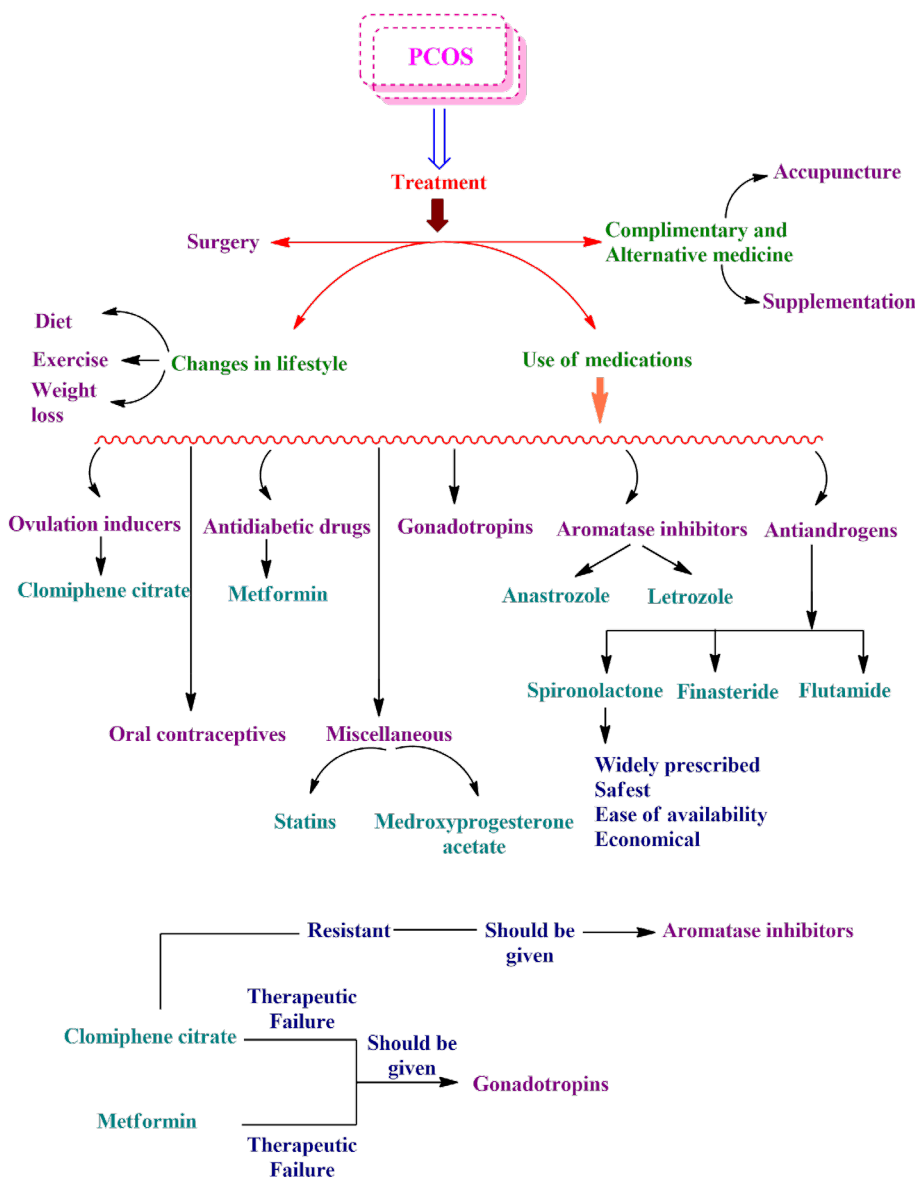 PCOS
Treatment
Accupuncture
Surgery
Complimentary and
Alternative medicine
Supplementation
Diet
Exercise
Weight
loss
Changes in lifestyle
Use of medications
Ovulation inducers
Antidiabetic drugs
Gonadotropins
Aromatase inhibitors
Antiandrogens
Clomiphene citrate
Metformin
Anastrozole
Letrozole
Spironolactone
Finasteride
Flutamide
Oral contraceptives
Miscellaneous
Widely prescribed
Safest
Ease of availability
Economical
Statins
Medroxyprogesterone
acetate
Resistant
Should be
given
Aromatase inhibitors
Therapeutic
Failure
Clomiphene citrate
Should be
given
Gonadotropins
Metformin
Therapeutic
Failure